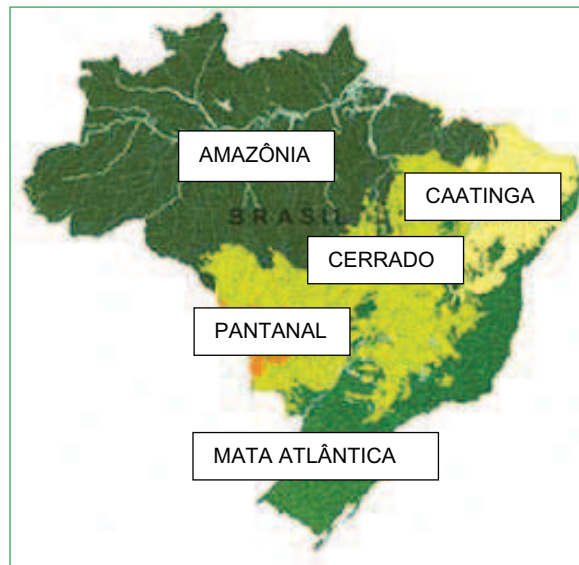 AMAZÔNIA
BRASIL
CAATINGA
CERRADO
PANTANAL
MATA ATLÂNTICA